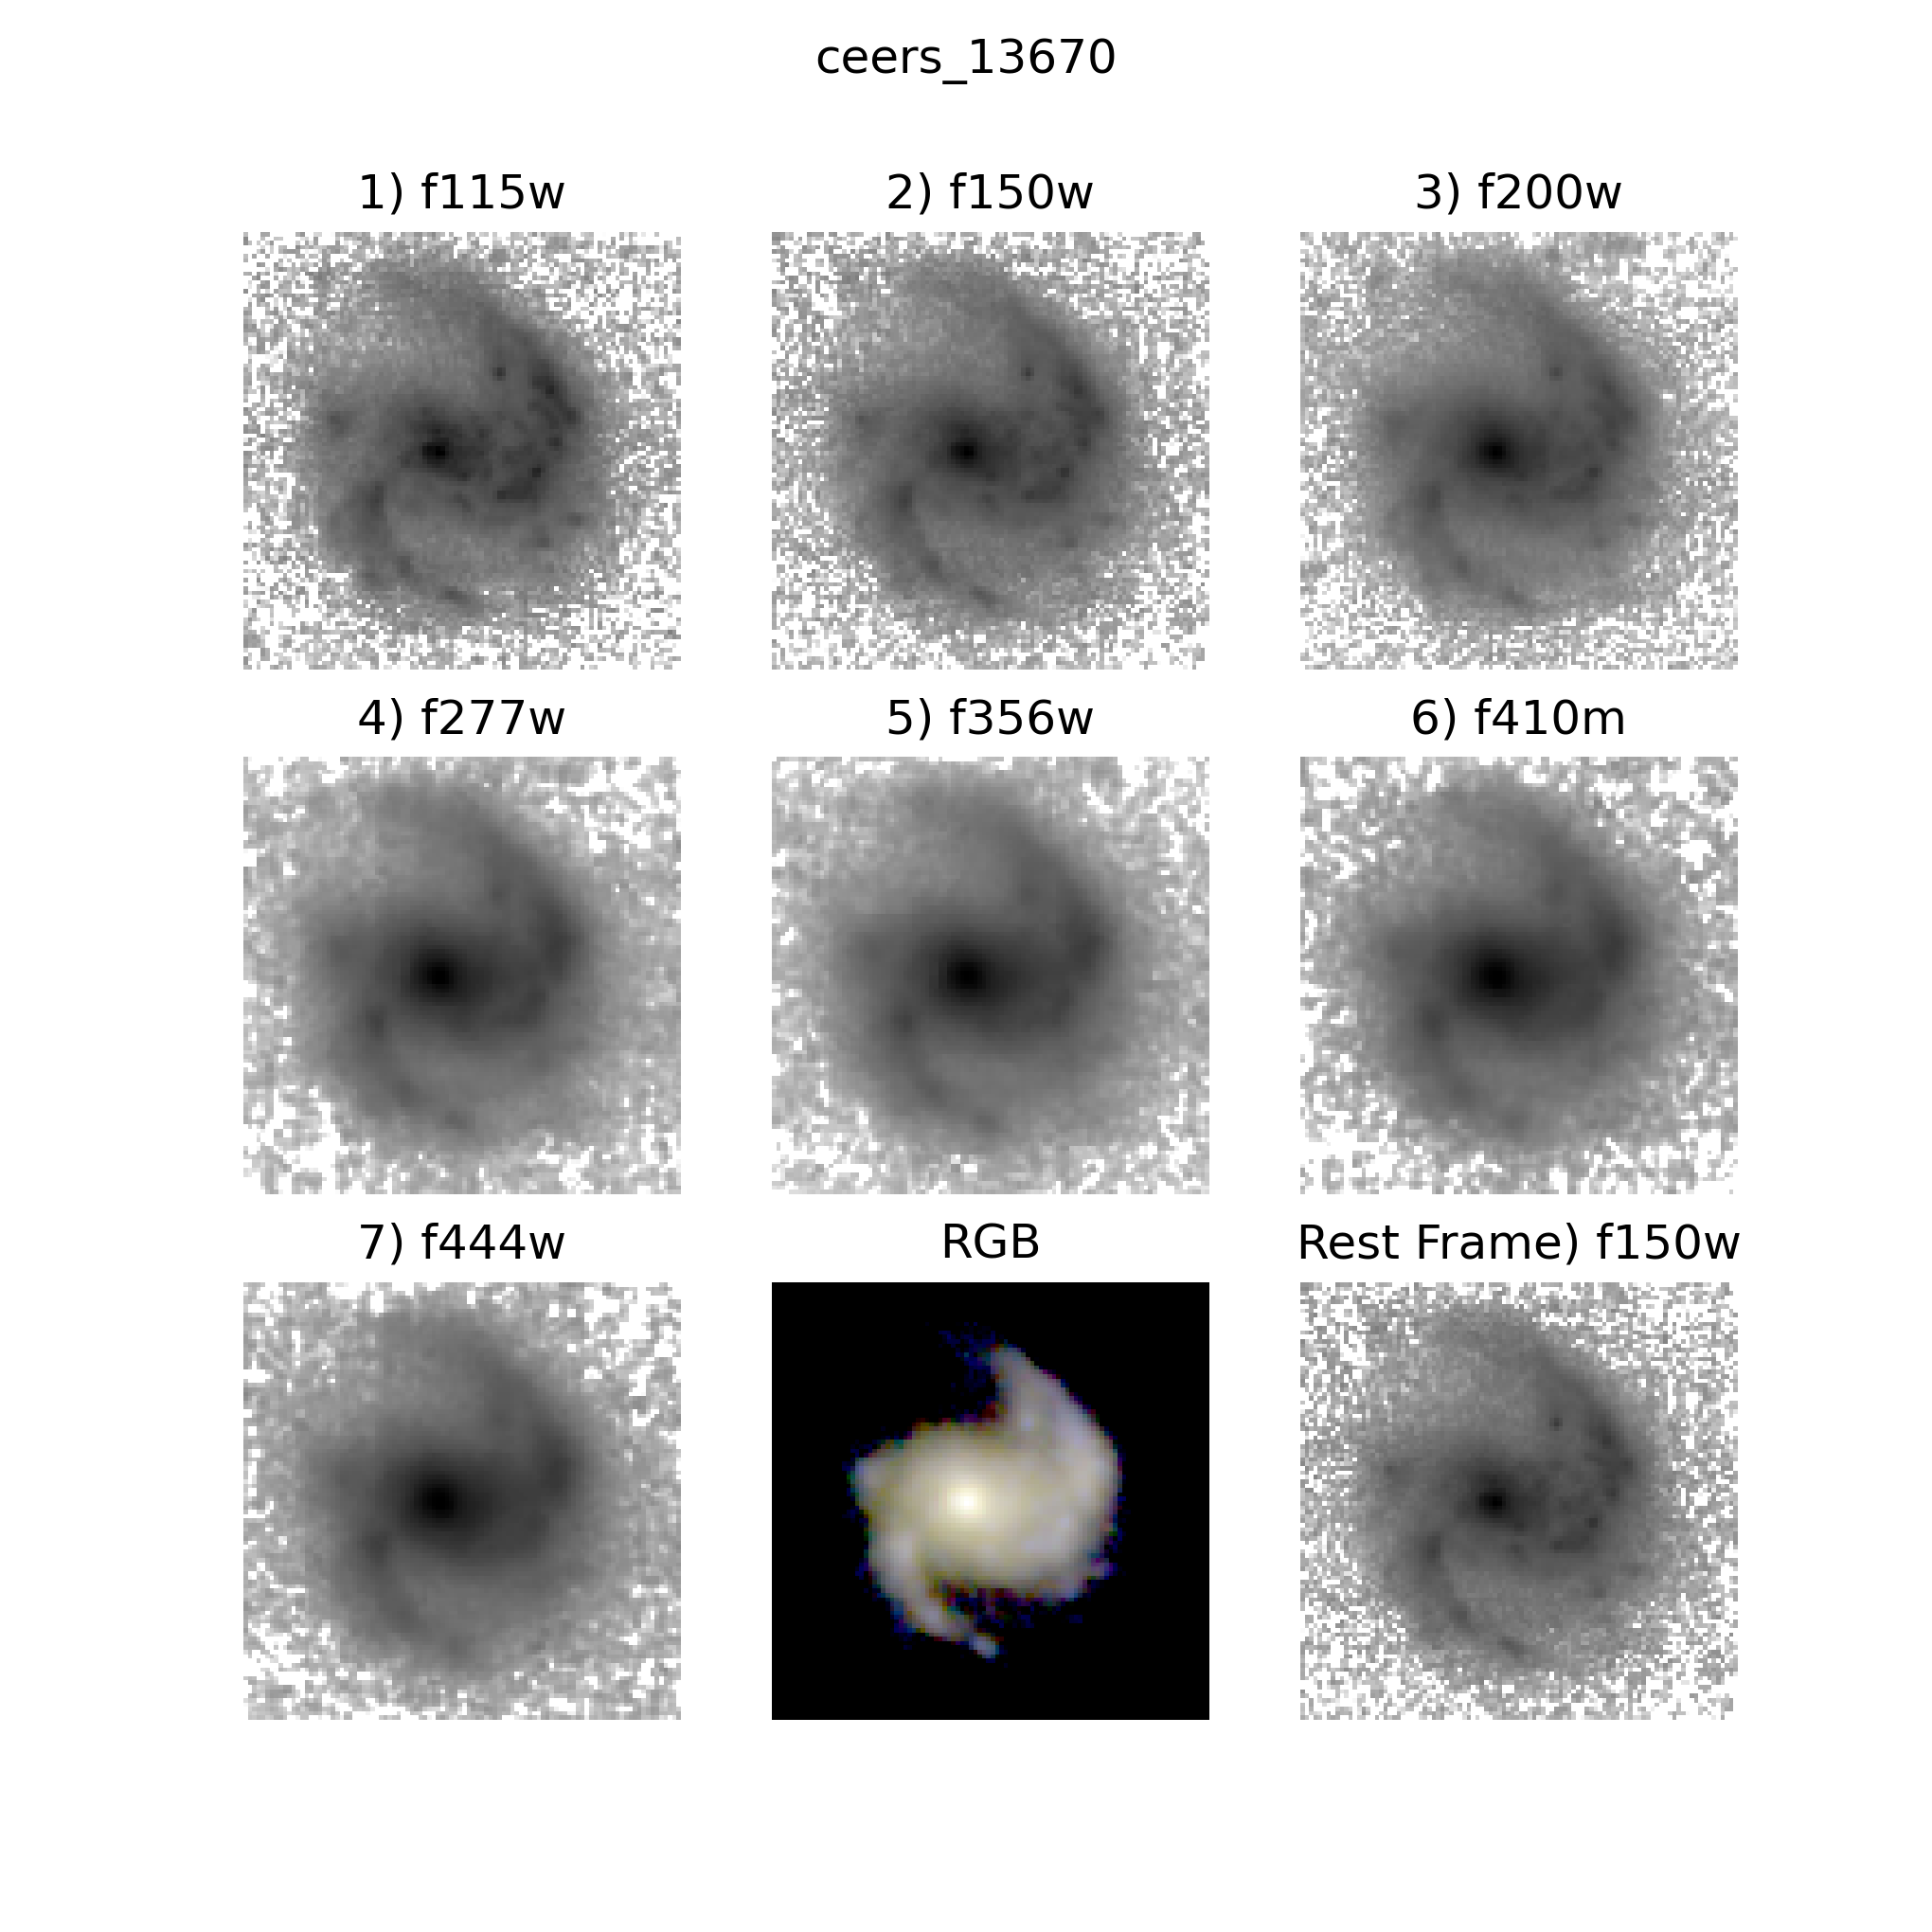 ceers_13670
1) f115w
2) f150w
3) f200w
4) f277w
5) f356w
6) f410m
7) f444w
RGB
Rest Frame) f150w